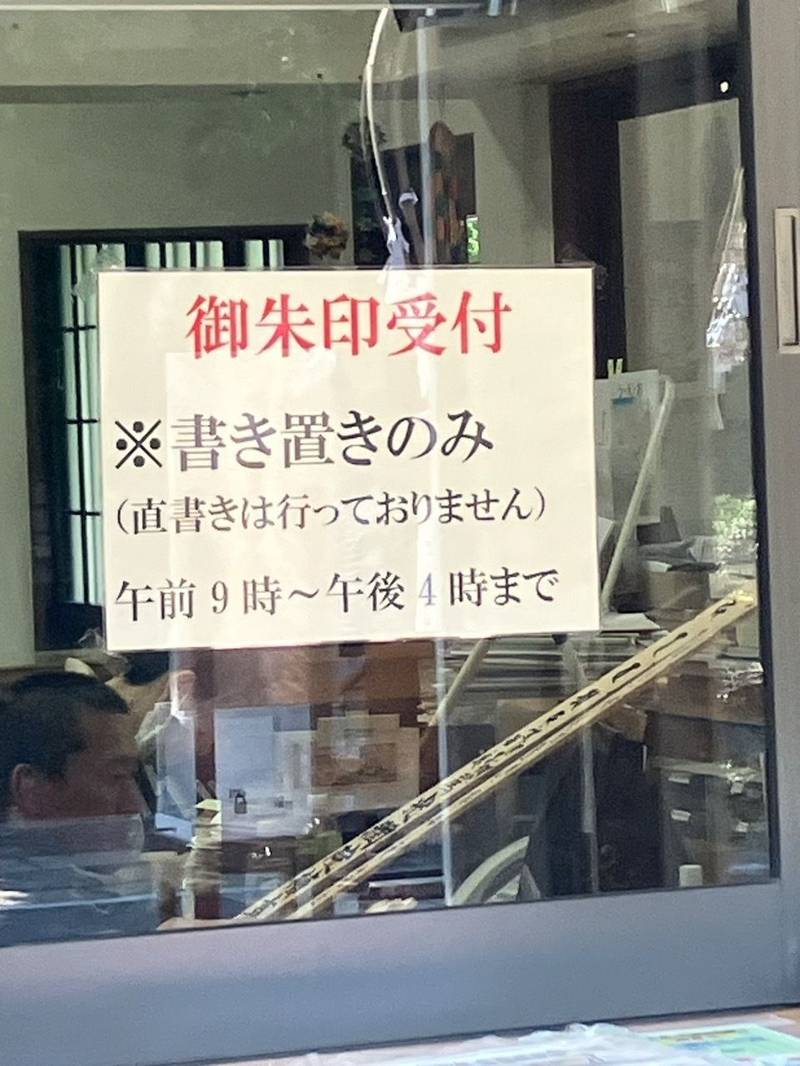 御朱印受付
※書き置きのみ
（直書きは行っておりません）
午前9時～午後4時まで